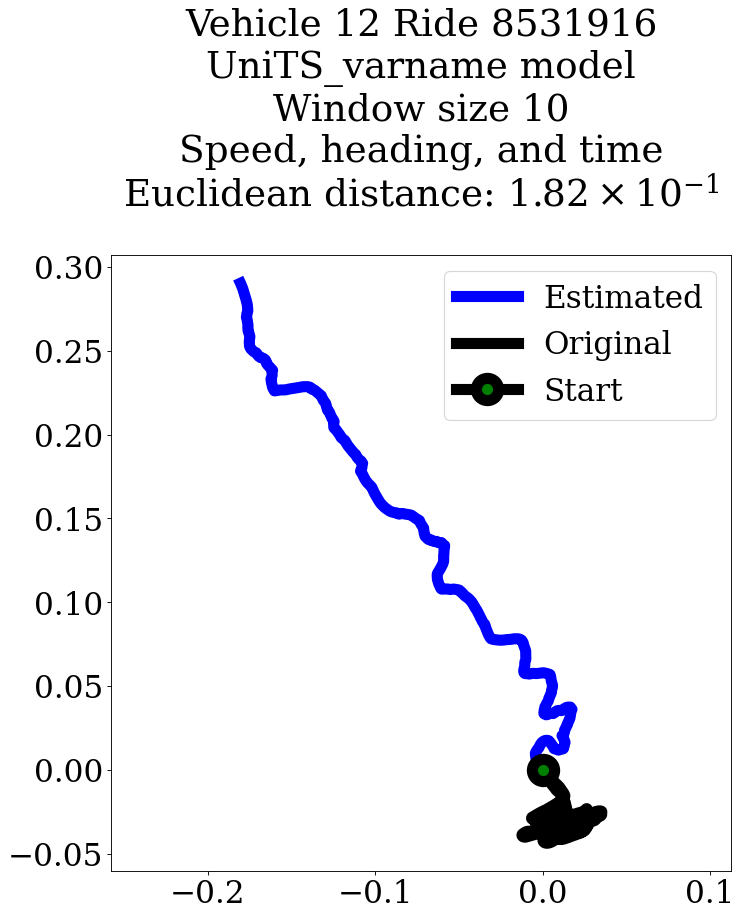 Vehicle 12 Ride 8531916
UniTS_varname model
Window size 10
Speed, heading, and time
Euclidean distance: 1.82 × 10⁻¹
0.30
0.25
0.20
0.15
0.10
0.05
0.00
−0.05
Estimated
Original
Start
−0.2
−0.1
0.0
0.1